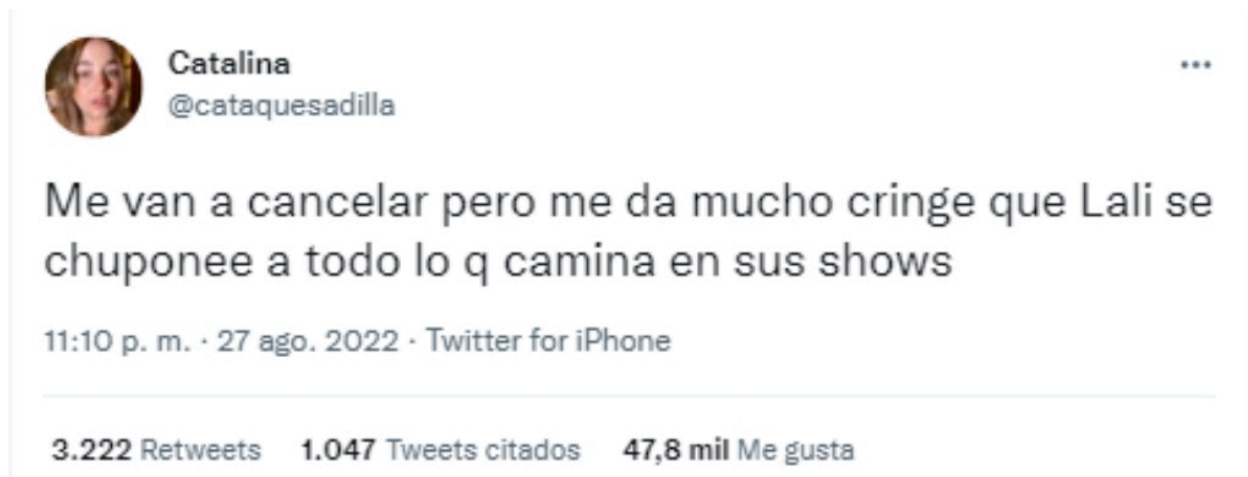 Catalina
@cataquesadilla
Me van a cancelar pero me da mucho cringe que Lali se
chuponee a todo lo q camina en sus shows
11:10 p. m. · 27 ago. 2022 · Twitter for iPhone
3.222 Retweets 1.047 Tweets citados 47,8 mil Me gusta